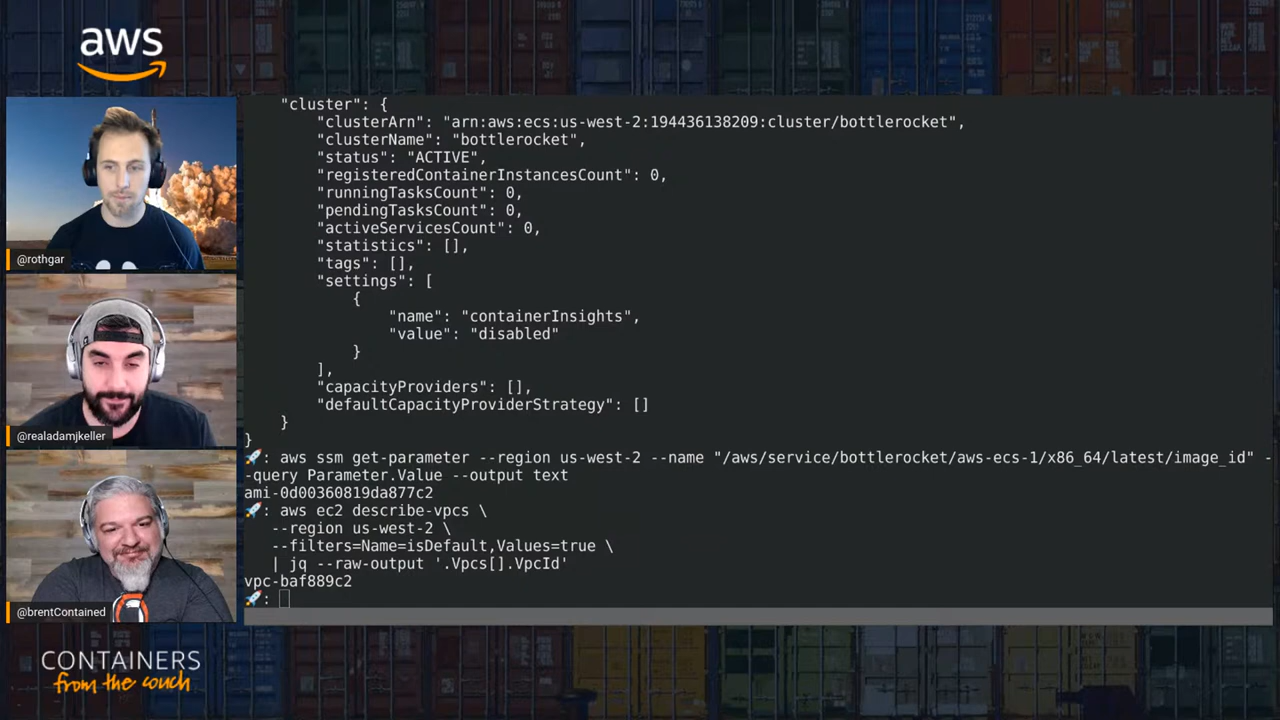 aws
@rothgar
@realadamjkeller
@brentContained
"cluster": {
"clusterArn": "arn:aws:ecs:us-west-2:194436138209:cluster/bottlerocket",
"clusterName": "bottlerocket",
"status": "ACTIVE",
"registeredContainerInstancesCount": 0,
"runningTasksCount": 0,
"pendingTasksCount": 0,
"activeServicesCount": 0,
"statistics": [],
"tags": [],
"settings": [
{
"name": "containerInsights",
"value": "disabled"
}
],
"capacityProviders": [],
"defaultCapacityProviderStrategy": []
}
}
🚀: aws ssm get-parameter --region us-west-2 --name "/aws/service/bottlerocket/aws-ecs-1/x86_64/latest/image_id" -
-query Parameter.Value --output text
ami-0d00360819da877c2
🚀: aws ec2 describe-vpcs \
--region us-west-2 \
--filters=Name=isDefault,Values=true \
| jq --raw-output '.Vpcs[].VpcId'
vpc-baf889c2
🚀:
CONTAINERS
from the couch